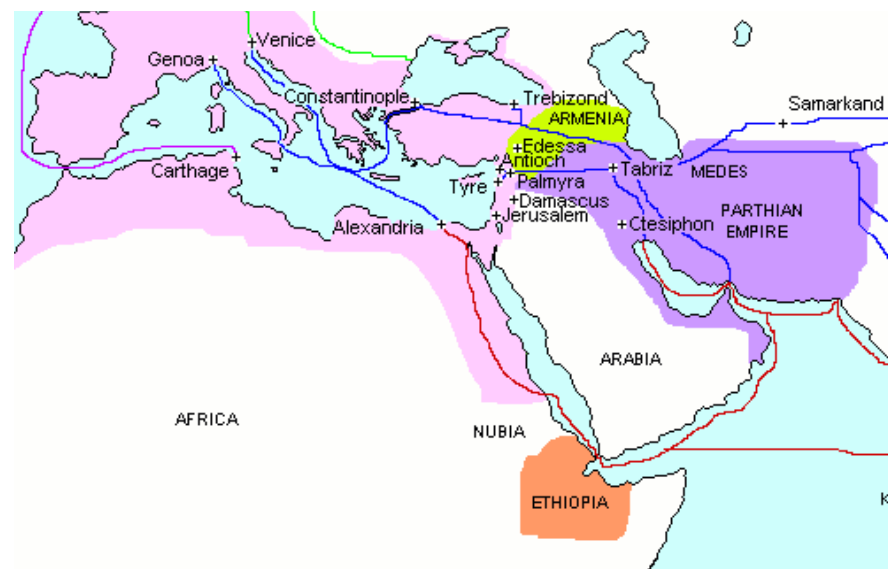 Venice
Genoa
Constantinople
Trebizond
ARMENIA
Samarkand
Edessa
Antioch
Carthage
Tabriz
MEDES
Tyre
Palmyra
Damascus
Jerusalem
PARTHIAN
EMPIRE
Alexandria
Ctesiphon
ARABIA
AFRICA
NUBIA
ETHIOPIA
K